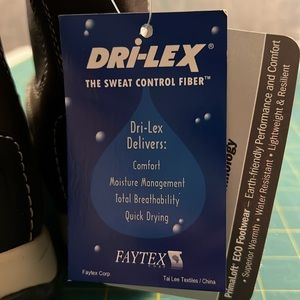 DRI-LEX®
THE SWEAT CONTROL FIBER™
Dri-Lex
Delivers:
Comfort
Moisture Management
Total Breathability
Quick Drying
FAYTEX
Faytex Corp
Tai Lee Textiles / China
PrimaLoft® ECO Footwear – Earth-friendly Performance and Comfort
• Superior Warmth • Water Resistant • Lightweight & Resilient